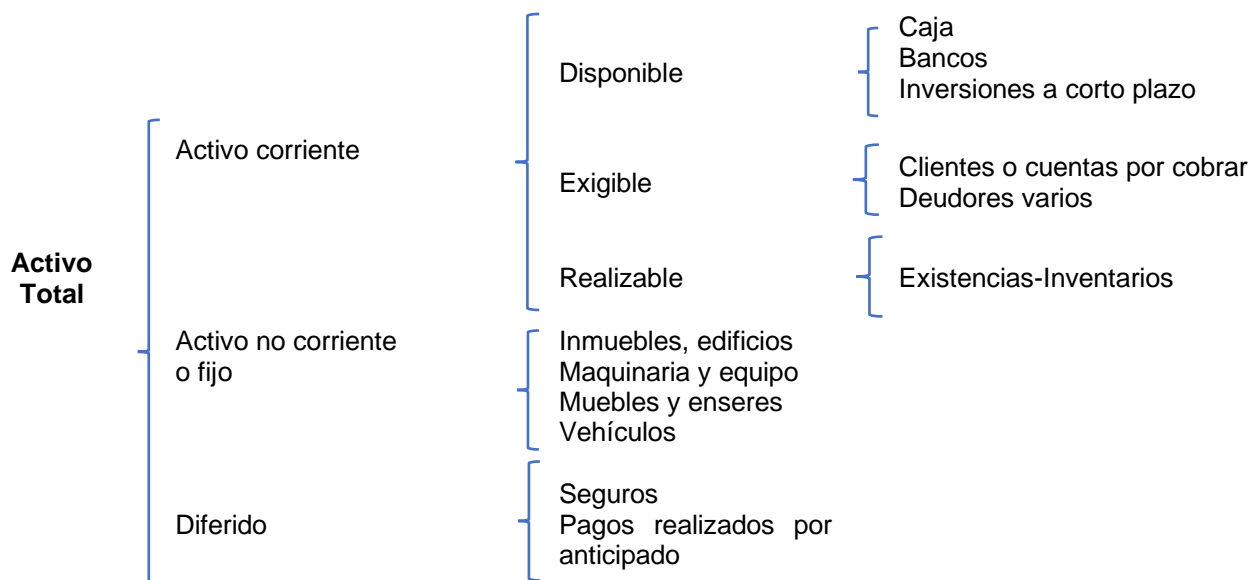 Activo
Total
Activo corriente
Disponible
Caja
Bancos
Inversiones a corto plazo
Exigible
Clientes o cuentas por cobrar
Deudores varios
Realizable
Existencias-Inventarios
Activo no corriente
o fijo
Inmuebles, edificios
Maquinaria y equipo
Muebles y enseres
Vehículos
Diferido
Seguros
Pagos realizados por
anticipado